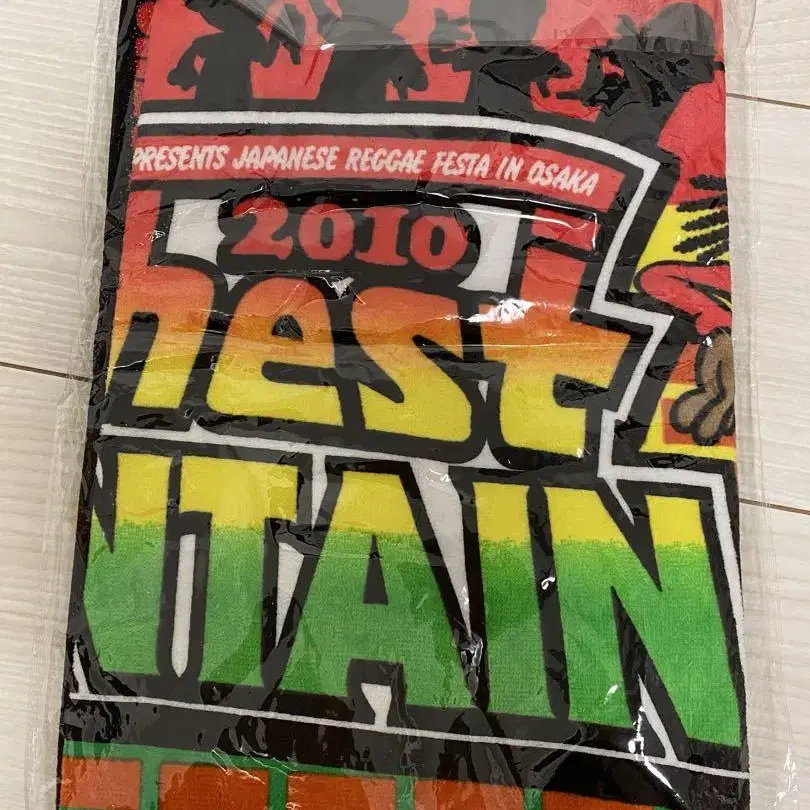 PRESENTS JAPANESE REGGAE FESTA IN OSAKA
2010
hest
NTAIN